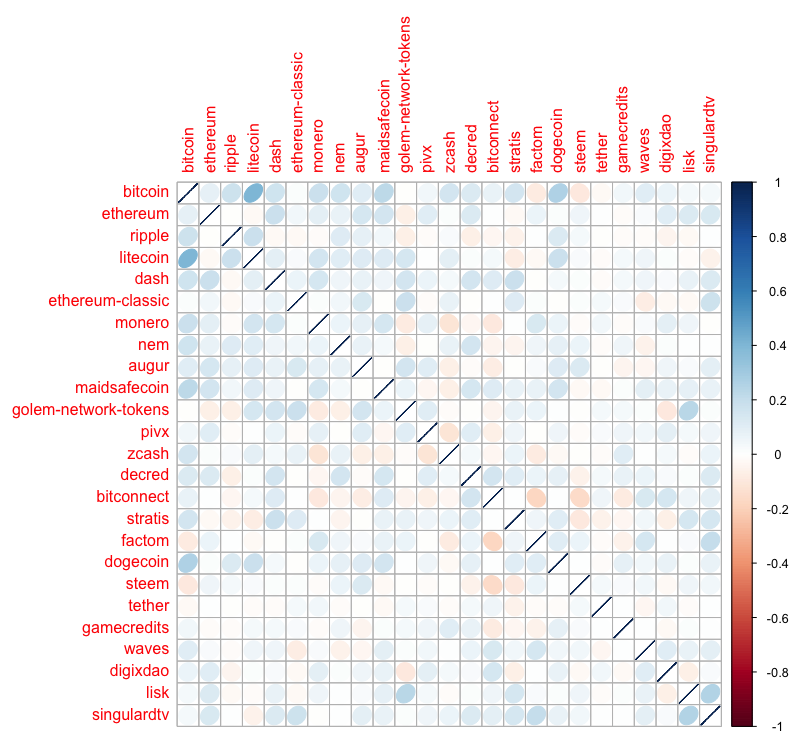 bitcoin
ethereum
ripple
litecoin
dash
ethereum-classic
monero
nem
augur
maidsafecoin
golem-network-tokens
pivx
zcash
decred
bitconnect
stratis
factom
dogecoin
steem
tether
gamecredits
waves
digixdao
lisk
singulardtv
bitcoin
ethereum
ripple
litecoin
dash
ethereum-classic
monero
nem
augur
maidsafecoin
golem-network-tokens
pivx
zcash
decred
bitconnect
stratis
factom
dogecoin
steem
tether
gamecredits
waves
digixdao
lisk
singulardtv
1
0.8
0.6
0.4
0.2
0
-0.2
-0.4
-0.6
-0.8
-1